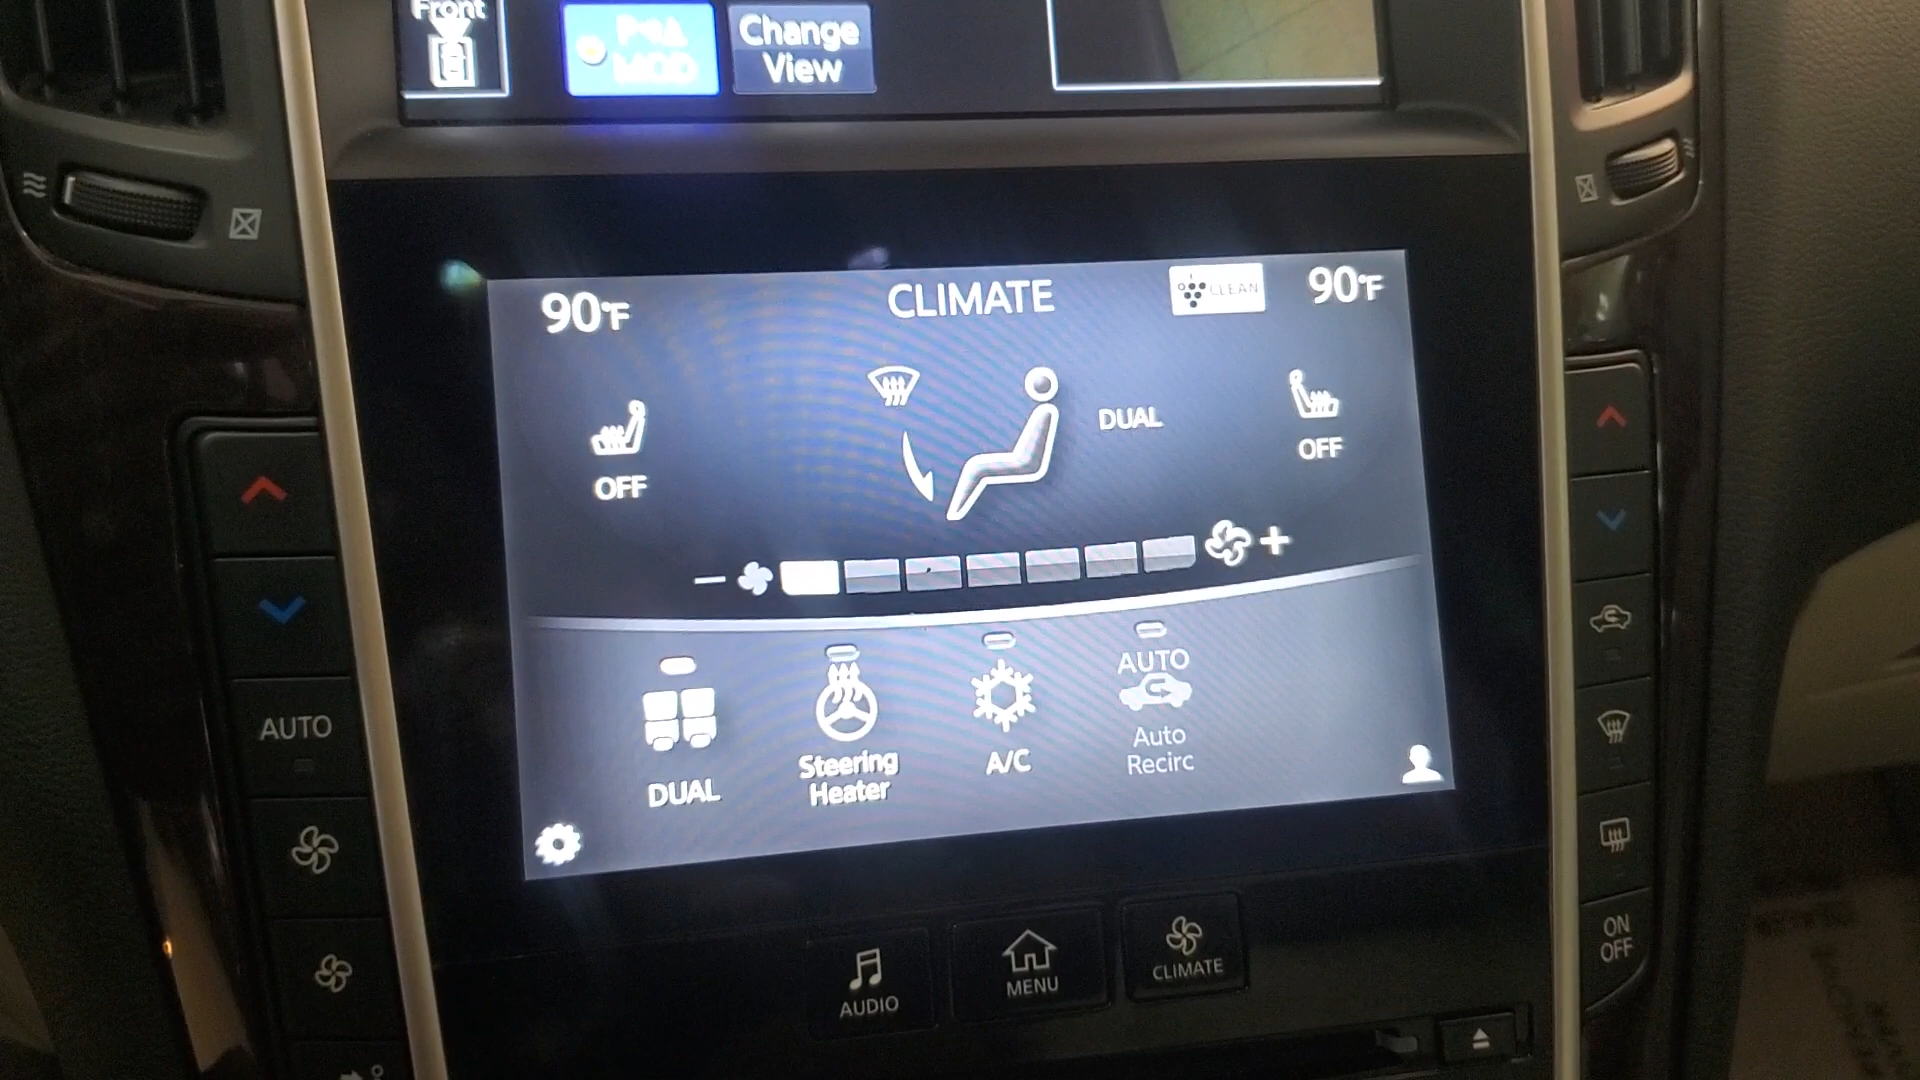 Front
MOD
Change
View
90°F
CLIMATE
CLEAN
90°F
DUAL
OFF
OFF
AUTO
DUAL
Steering
Heater
A/C
AUTO
Auto
Recirc
AUDIO
MENU
CLIMATE
ON
OFF